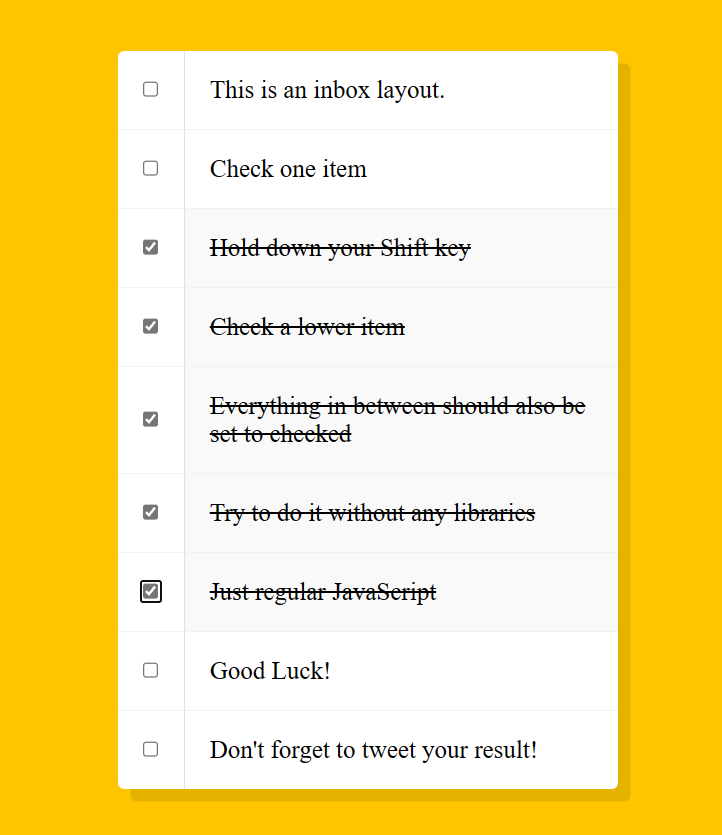 This is an inbox layout.
Check one item
Hold down your Shift key
Check a lower item
Everything in between should also be
set to checked
Try to do it without any libraries
Just regular JavaScript
Good Luck!
Don't forget to tweet your result!